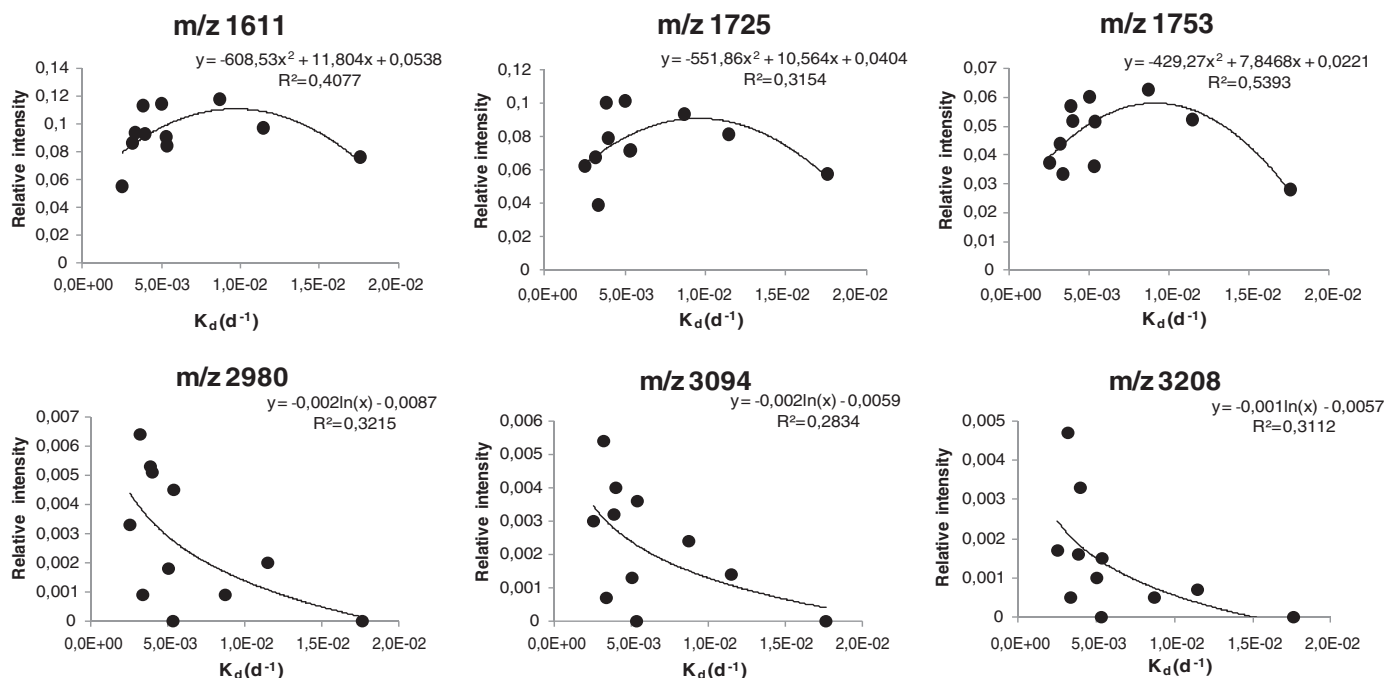 m/z 1611
y = -608,53x² + 11,804x + 0,0538
R²=0,4077
Relative intensity
0,14
0,12
0,1
0,08
0,06
0,04
0,02
0
0,0E+00 5,0E-03 1,0E-02 1,5E-02 2,0E-02
K_d(d⁻¹)
m/z 1725
y = -551,86x² + 10,564x + 0,0404
R²=0,3154
Relative intensity
0,12
0,1
0,08
0,06
0,04
0,02
0
0,0E+00 5,0E-03 1,0E-02 1,5E-02 2,0E-02
K_d(d⁻¹)
m/z 1753
y = -429,27x² + 7,8468x + 0,0221
R²=0,5393
Relative intensity
0,07
0,06
0,05
0,04
0,03
0,02
0,01
0
0,0E+00 5,0E-03 1,0E-02 1,5E-02 2,0E-02
K_d(d⁻¹)
m/z 2980
y = -0,002ln(x) - 0,0087
R²=0,3215
Relative intensity
0,007
0,006
0,005
0,004
0,003
0,002
0,001
0
0,0E+00 5,0E-03 1,0E-02 1,5E-02 2,0E-02
K_d(d⁻¹)
m/z 3094
y = -0,002ln(x) - 0,0059
R²=0,2834
Relative intensity
0,006
0,005
0,004
0,003
0,002
0,001
0
0,0E+00 5,0E-03 1,0E-02 1,5E-02 2,0E-02
K_d(d⁻¹)
m/z 3208
y = -0,001ln(x) - 0,0057
R²=0,3112
Relative intensity
0,005
0,004
0,003
0,002
0,001
0
0,0E+00 5,0E-03 1,0E-02 1,5E-02 2,0E-02
K_d(d⁻¹)